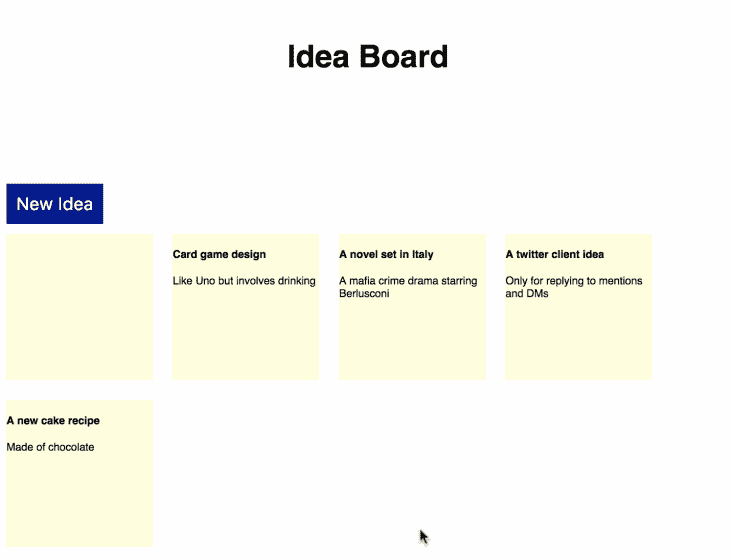 Idea Board
New Idea
Card game design
Like Uno but involves drinking
A novel set in Italy
A mafia crime drama starring
Berlusconi
A twitter client idea
Only for replying to mentions
and DMs
A new cake recipe
Made of chocolate